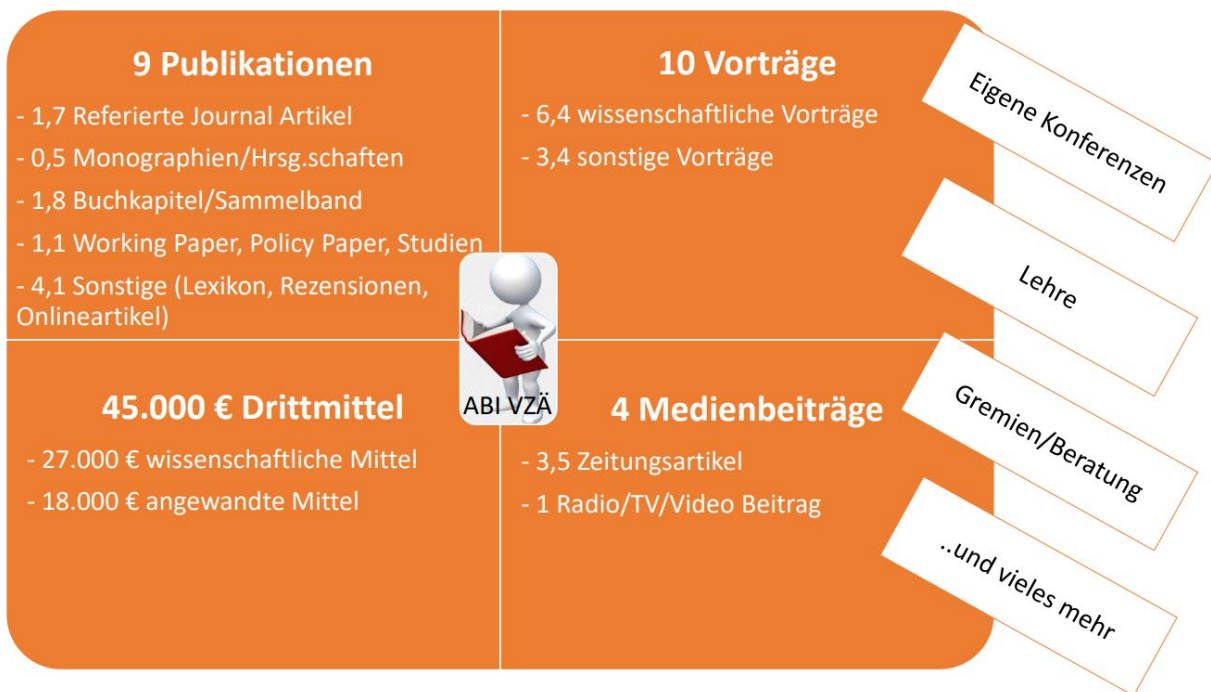 9 Publikationen
- 1,7 Referierte Journal Artikel
- 0,5 Monographien/Hrsg.schaften
- 1,8 Buchkapitel/Sammelband
- 1,1 Working Paper, Policy Paper, Studien
- 4,1 Sonstige (Lexikon, Rezensionen,
Onlineartikel)
10 Vorträge
- 6,4 wissenschaftliche Vorträge
- 3,4 sonstige Vorträge
45.000 € Drittmittel
- 27.000 € wissenschaftliche Mittel
- 18.000 € angewandte Mittel
ABI VZÄ
4 Medienbeiträge
- 3,5 Zeitungsartikel
- 1 Radio/TV/Video Beitrag
Eigene Konferenzen
Lehre
Gremien/Beratung
..und vieles mehr